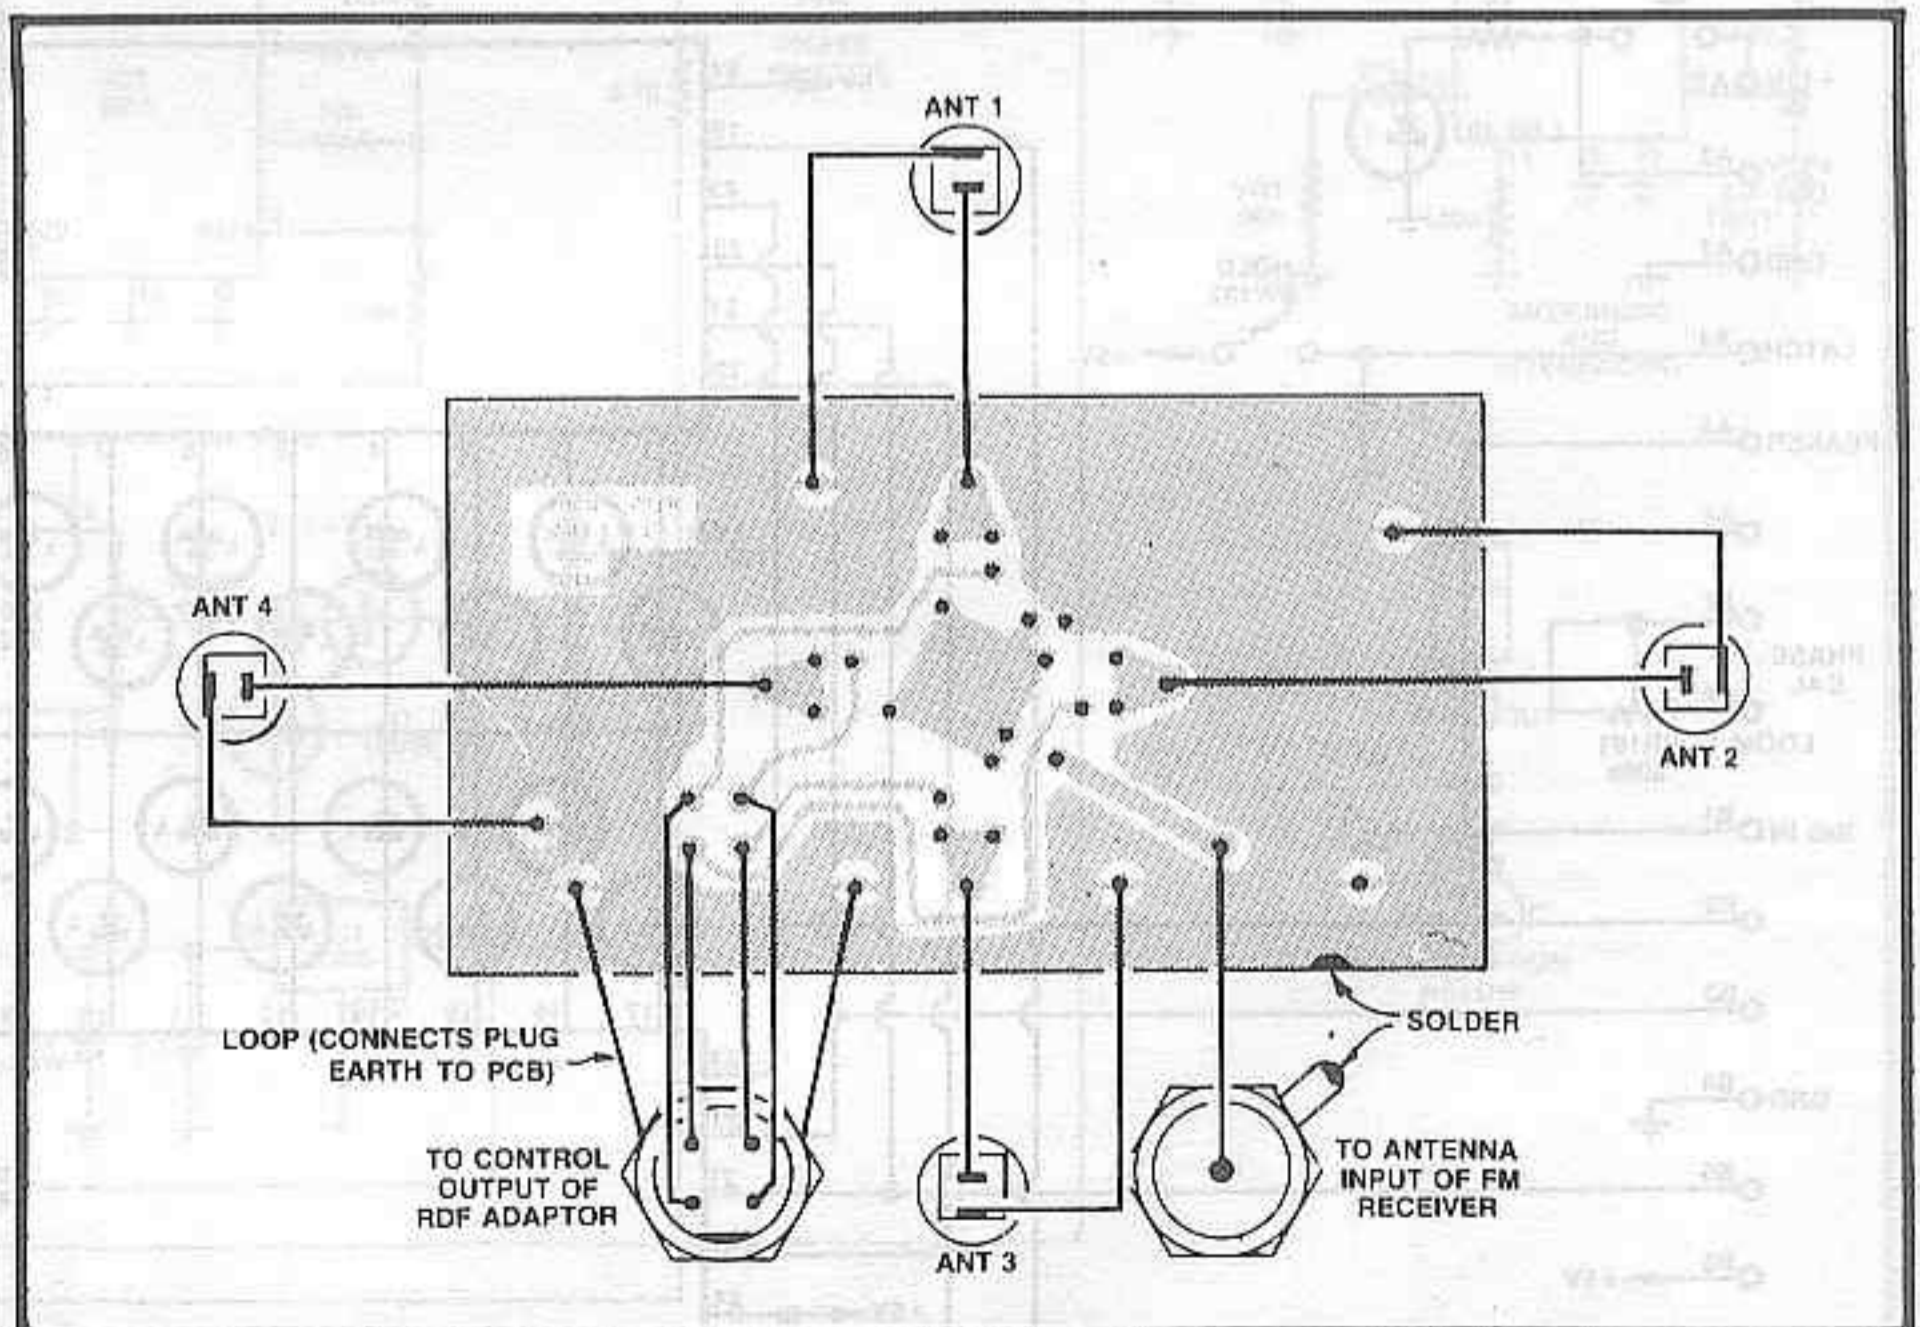 ANT 1
ANT 4
ANT 2
LOOP (CONNECTS PLUG
EARTH TO PCB)
SOLDER
TO CONTROL
OUTPUT OF
RDF ADAPTOR
TO ANTENNA
INPUT OF FM
RECEIVER
ANT 3